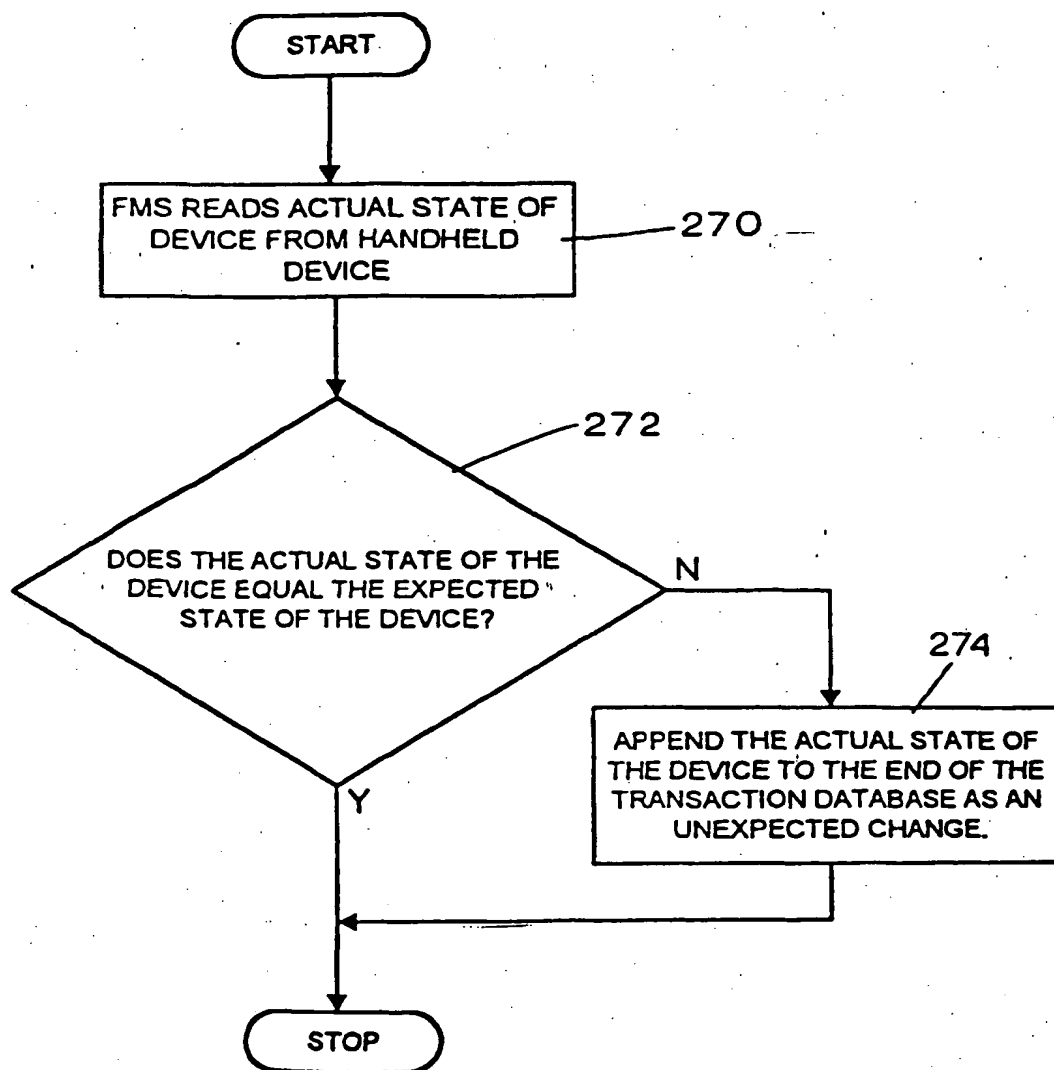 START
FMS READS ACTUAL STATE OF
DEVICE FROM HANDHELD
DEVICE
270
272
DOES THE ACTUAL STATE OF THE
DEVICE EQUAL THE EXPECTED
STATE OF THE DEVICE?
N
274
APPEND THE ACTUAL STATE OF
THE DEVICE TO THE END OF THE
TRANSACTION DATABASE AS AN
UNEXPECTED CHANGE.
Y
STOP